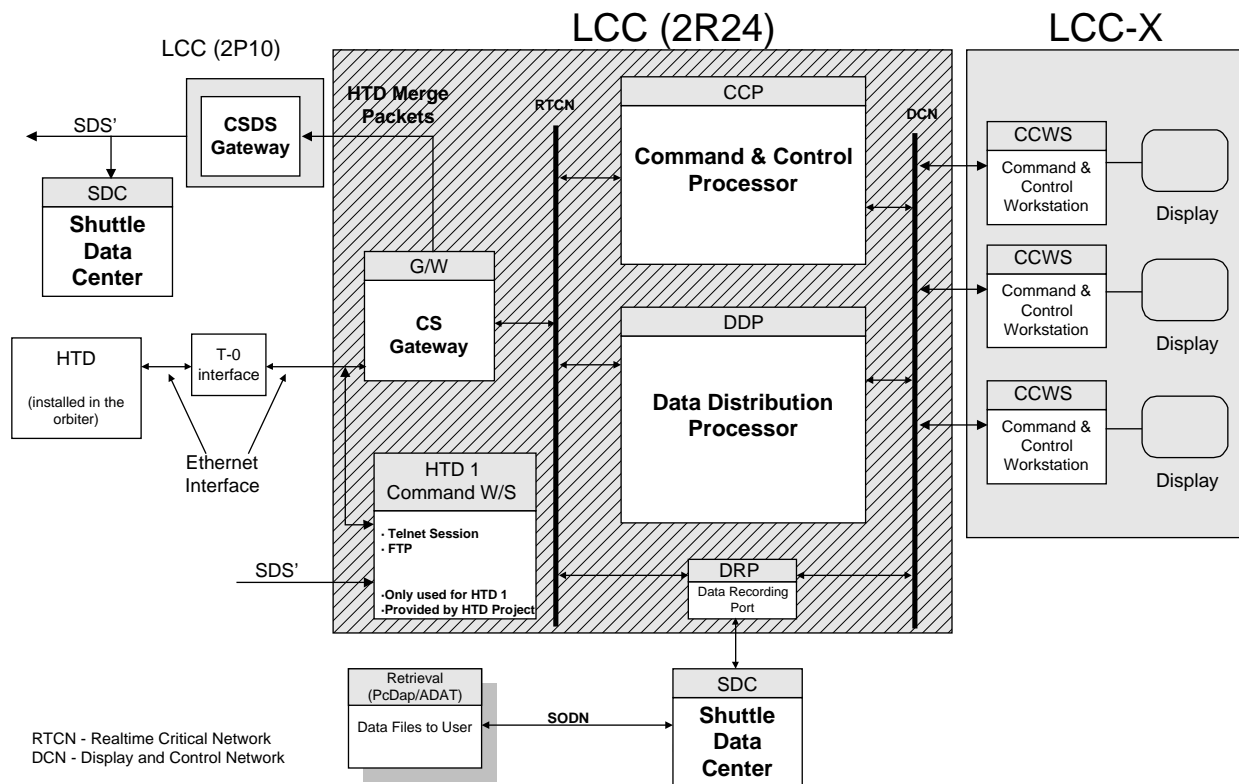 LCC (2R24)
LCC-X
LCC (2P10)
HTD Merge
Packets
RTCN
CCP
Command & Control
Processor
DCN
CCWS
Command &
Control
Workstation
Display
SDS'
CSDS
Gateway
SDC
Shuttle
Data
Center
G/W
CS
Gateway
DDP
Data Distribution
Processor
CCWS
Command &
Control
Workstation
Display
HTD
(installed in the
orbiter)
T-0
interface
Ethernet
Interface
CCWS
Command &
Control
Workstation
Display
HTD 1
Command W/S
· Telnet Session
· FTP
·Only used for HTD 1
·Provided by HTD Project
SDS'
DRP
Data Recording
Port
Retrieval
(PcDap/ADAT)
Data Files to User
SODN
SDC
Shuttle
Data
Center
RTCN - Realtime Critical Network
DCN - Display and Control Network